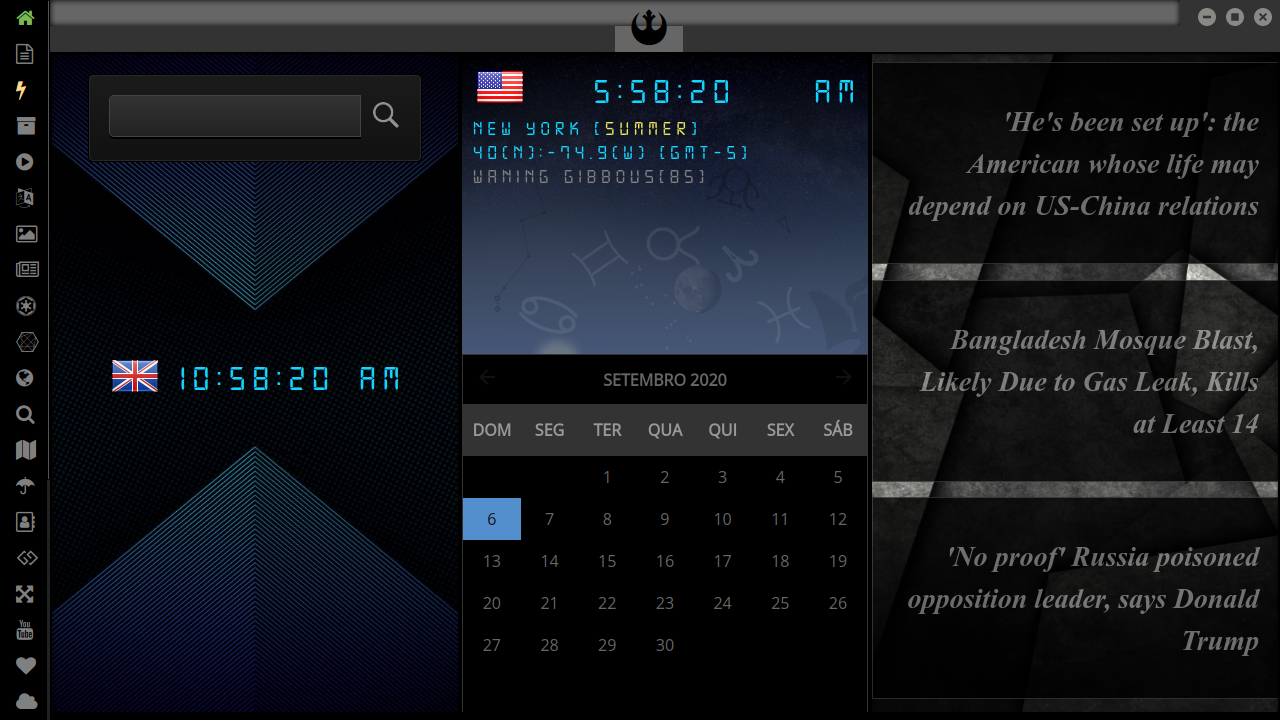 5:58:20 AM
NEW YORK (SUMMER)
40(N):-74.9(W) (GMT-5)
WANING GIBBOUS(85)
10:58:20 AM
SETEMBRO 2020
DOM SEG TER QUA QUI SEX SÁB
1 2 3 4 5
6 7 8 9 10 11 12
13 14 15 16 17 18 19
20 21 22 23 24 25 26
27 28 29 30
'He's been set up': the
American whose life may
depend on US-China relations
Bangladesh Mosque Blast,
Likely Due to Gas Leak, Kills
at Least 14
'No proof' Russia poisoned
opposition leader, says Donald
Trump
You
Tube